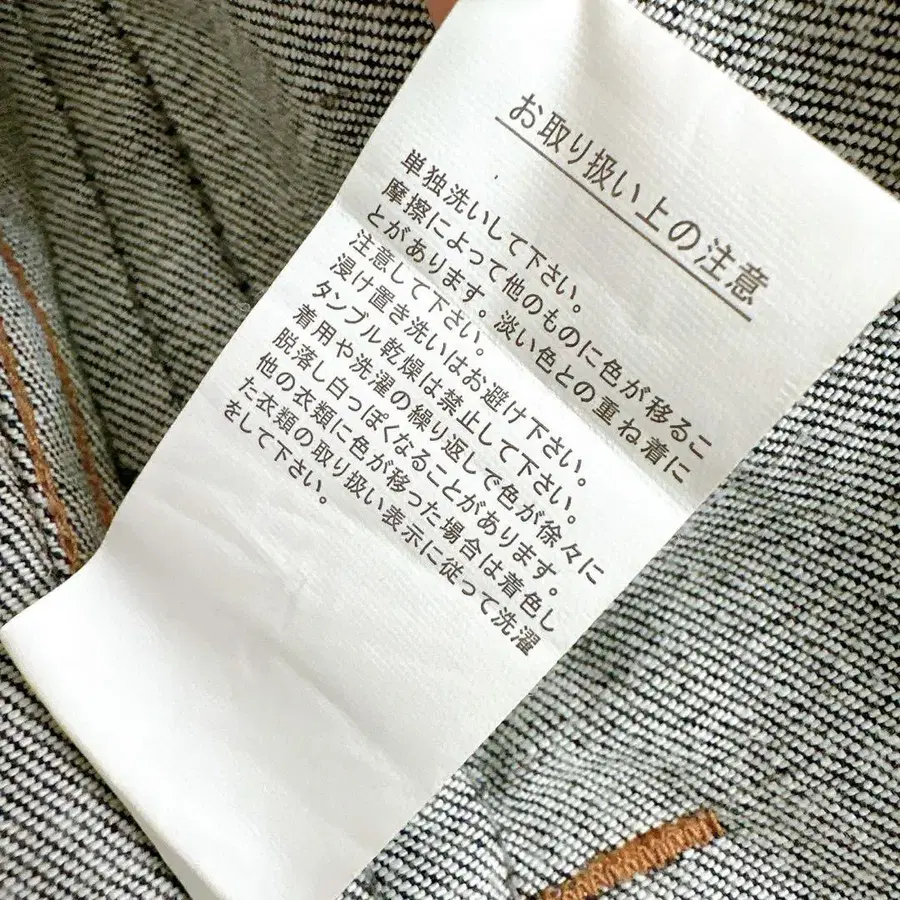 お取り扱い上の注意
単独洗いして下さい。
摩擦によって他のものに色が移るこ
とがあります。淡い色との重ね着に
注意して下さい。
浸け置き洗いはお避け下さい。
タンブル乾燥は禁止して下さい。
着用や洗濯の繰り返しで色が徐々に
脱落し白っぽくなることがあります。
他の衣類に色が移った場合は着色し
た衣類の取り扱い表示に従って洗濯
をして下さい。